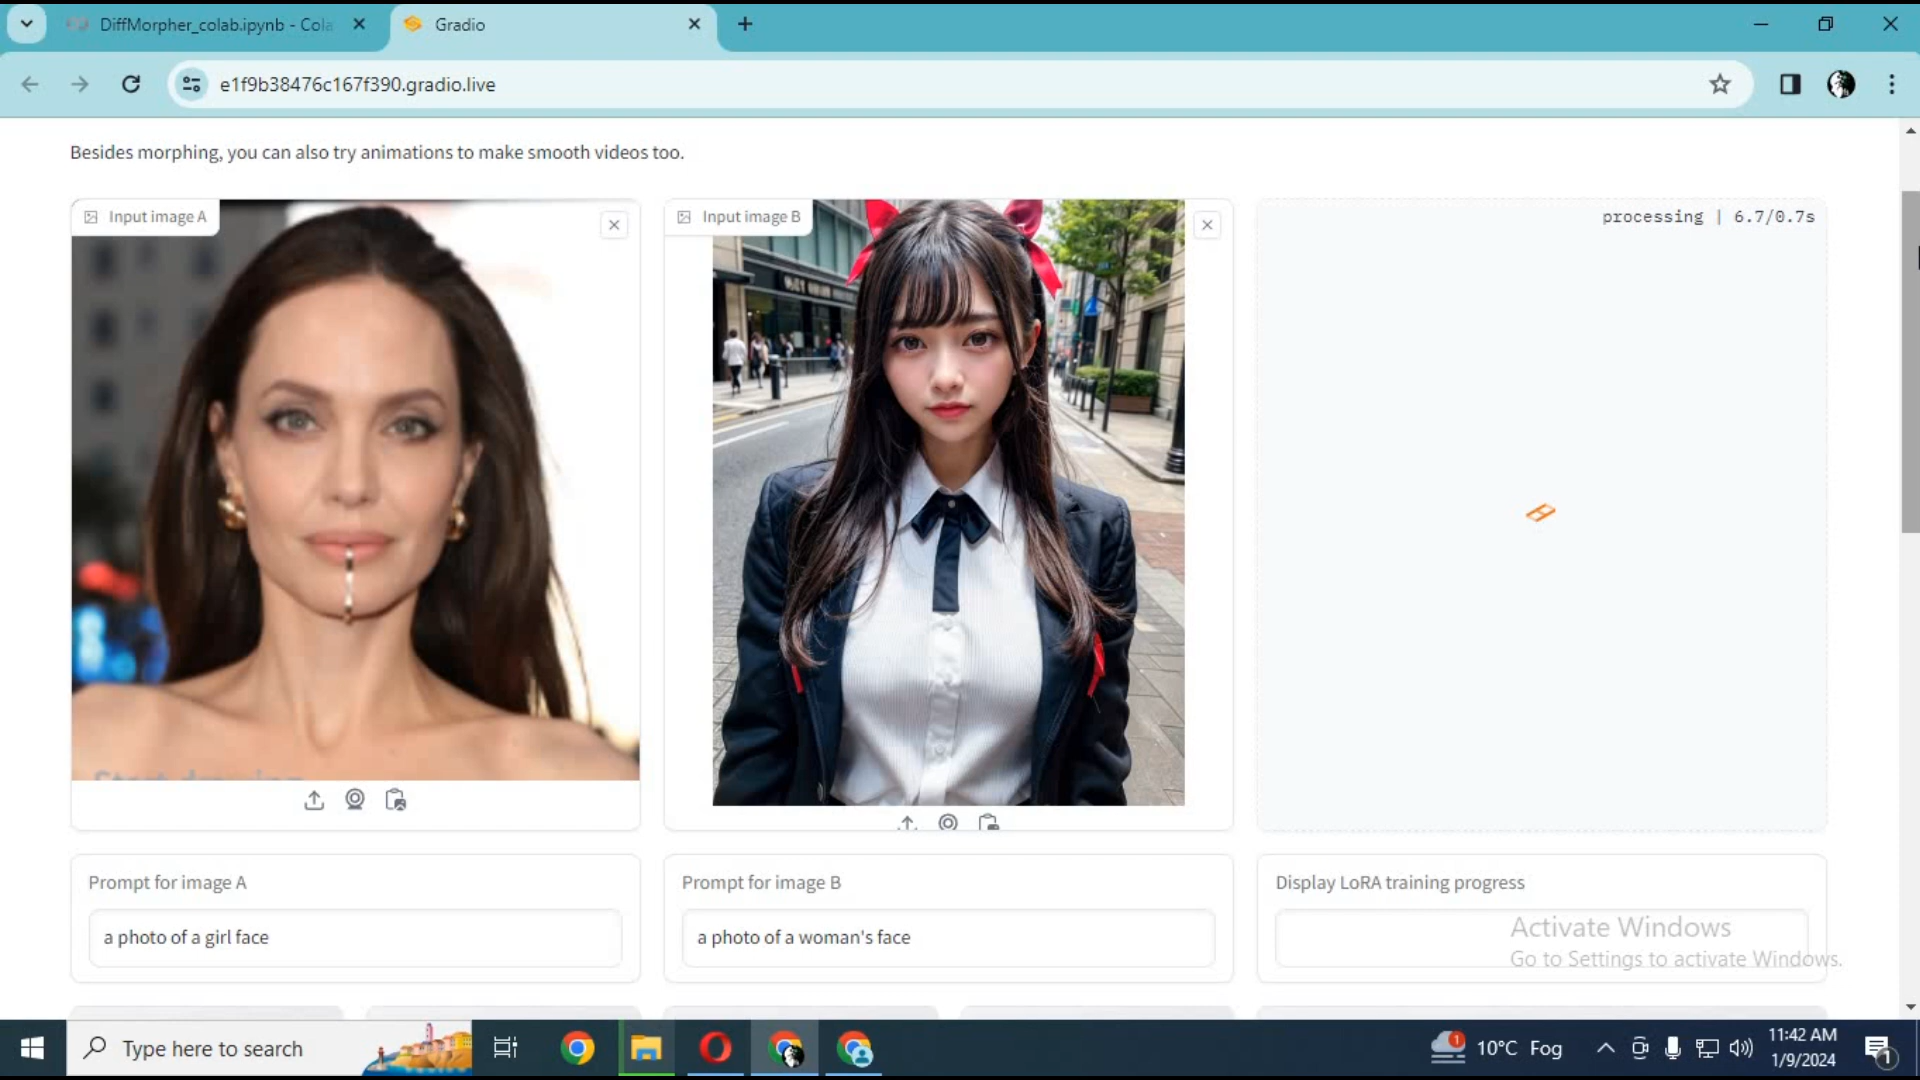 DiffMorpher_colab.ipynb - Cola
Gradio
e1f9b38476c167f390.gradio.live
Besides morphing, you can also try animations to make smooth videos too.
Input image A
Input image B
processing | 6.7/0.7s
Prompt for image A
a photo of a girl face
Prompt for image B
a photo of a woman's face
Display LoRA training progress
Activate Windows
Go to Settings to activate Windows.
Type here to search
1
10°C Fog
11:42 AM
1/9/2024
1